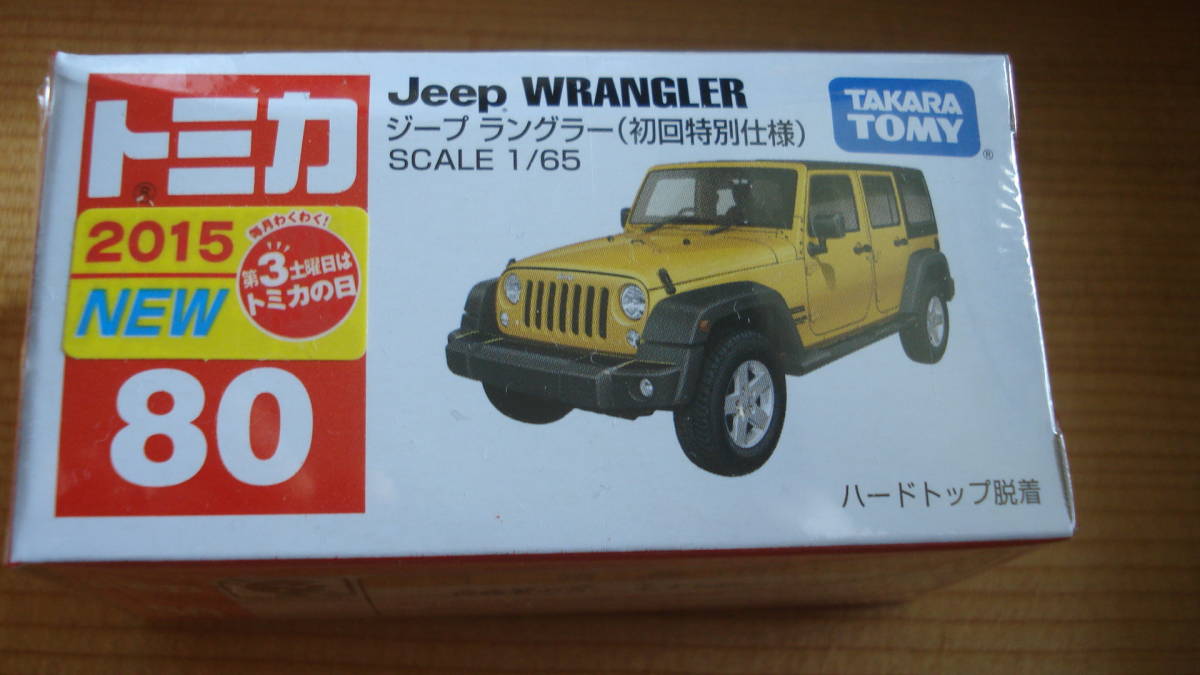 トミカ
®
2015
NEW
毎月わくわく!
第3土曜日は
トミカの日
80
Jeep® WRANGLER
ジープ ラングラー(初回特別仕様)
SCALE 1/65
TAKARA
TOMY
®
ハードトップ脱着